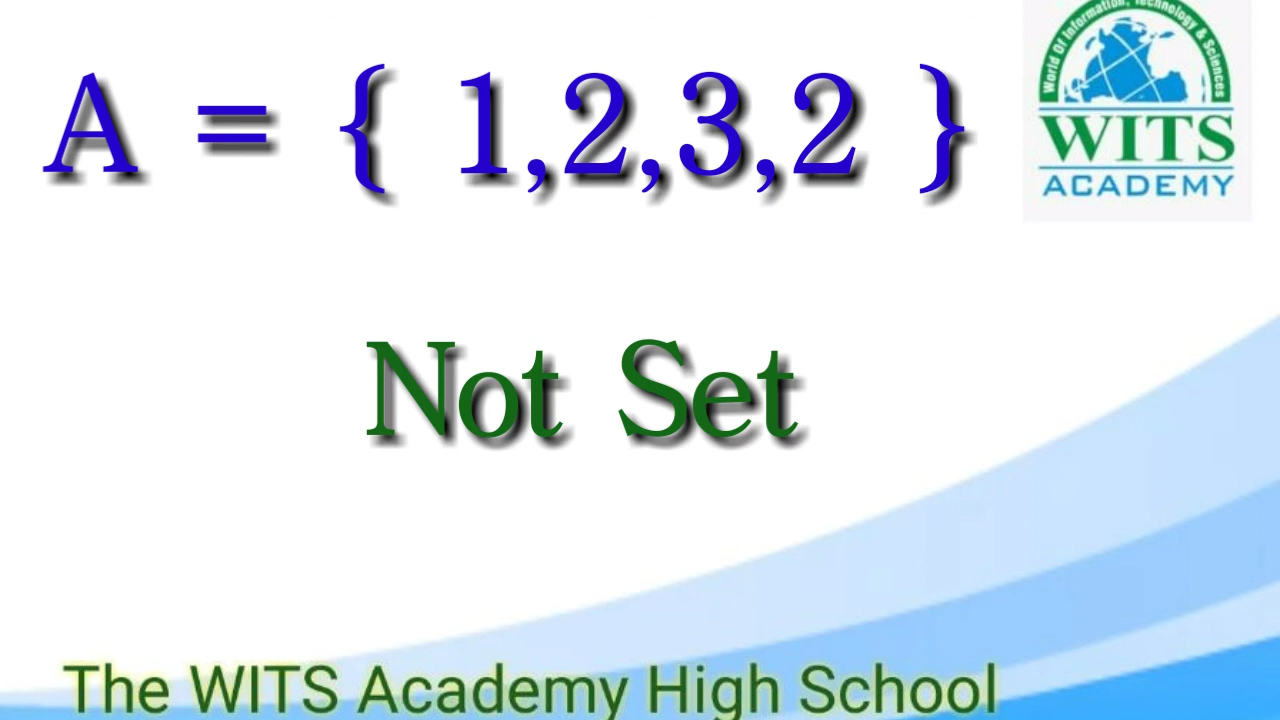 A = { 1,2,3,2 }
World Of Information, Technology & Sciences
WITS
ACADEMY
Not Set
The WITS Academy High School